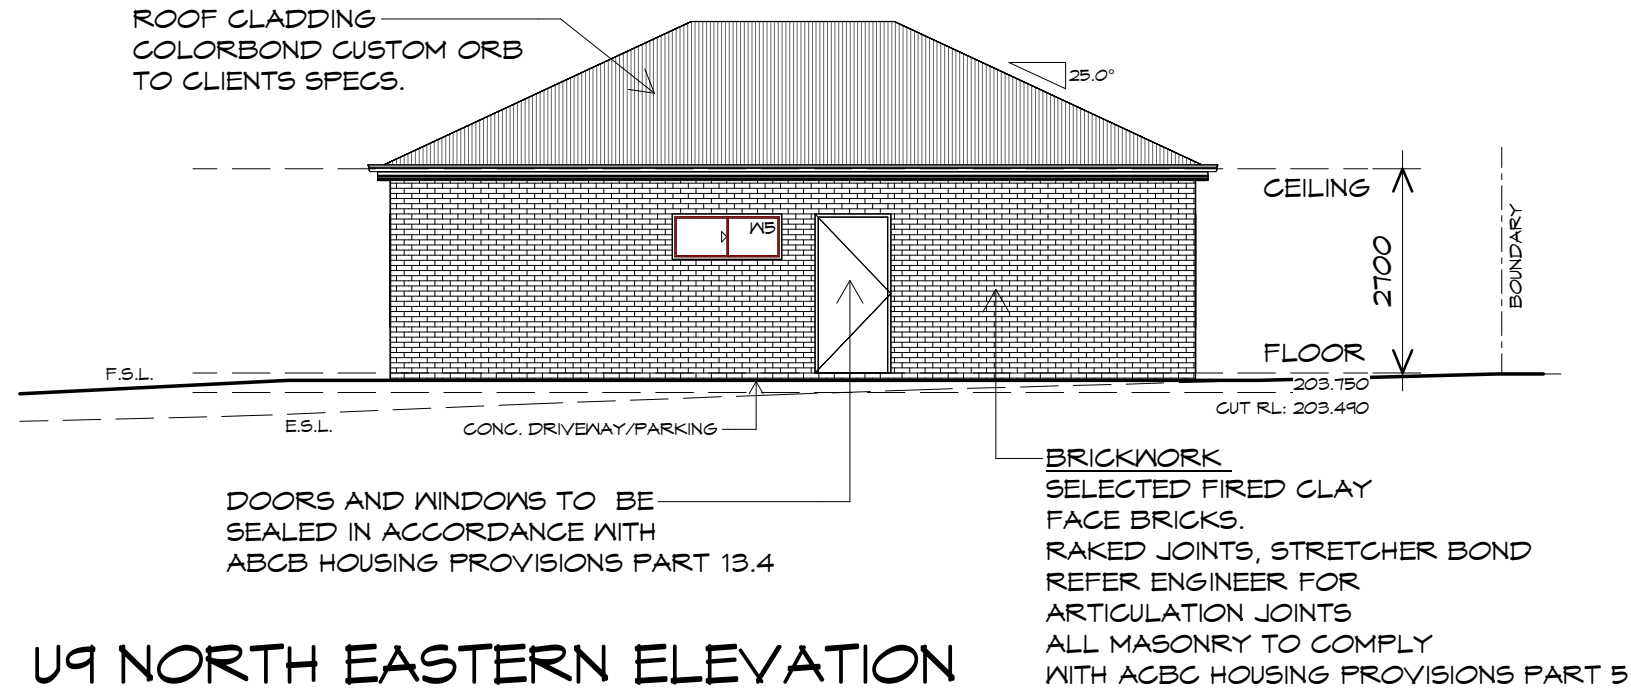 ROOF CLADDING
COLORBOND CUSTOM ORB
TO CLIENTS SPECS.
25.0°
CEILING
W5
2700
BOUNDARY
FLOOR
F.S.L.
203.750
CUT RL: 203.490
E.S.L.
CONC. DRIVEWAY/PARKING
BRICKWORK
SELECTED FIRED CLAY
FACE BRICKS.
RAKED JOINTS, STRETCHER BOND
REFER ENGINEER FOR
ARTICULATION JOINTS
ALL MASONRY TO COMPLY
WITH ACBC HOUSING PROVISIONS PART 5
DOORS AND WINDOWS TO BE
SEALED IN ACCORDANCE WITH
ABCB HOUSING PROVISIONS PART 13.4
U9 NORTH EASTERN ELEVATION